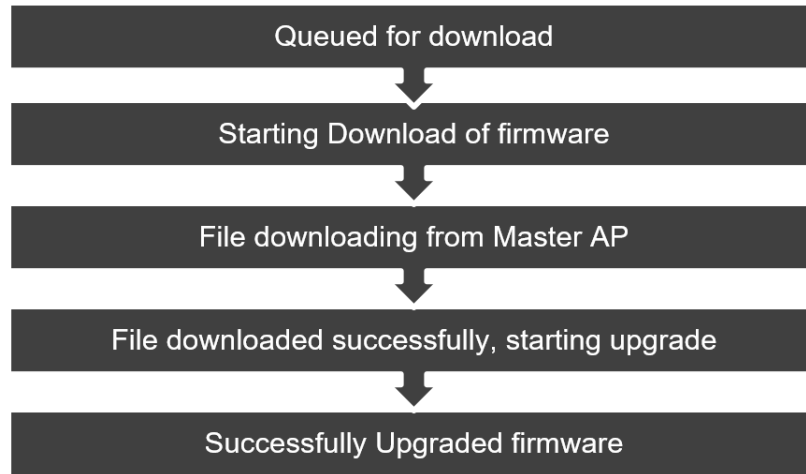 Queued for download
Starting Download of firmware
File downloading from Master AP
File downloaded successfully, starting upgrade
Successfully Upgraded firmware